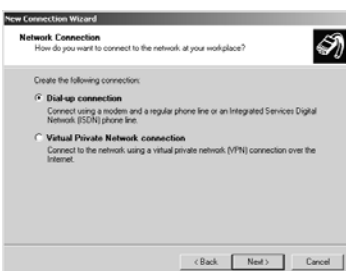 New Connection Wizard
Network Connection
How do you want to connect to the network at your workplace?
Create the following connection:
Dial-up connection
Connect using a modem and a regular phone line or an Integrated Services Digital
Network (ISDN) phone line.
Virtual Private Network connection
Connect to the network using a virtual private network (VPN) connection over the
Internet.
< Back
Next >
Cancel